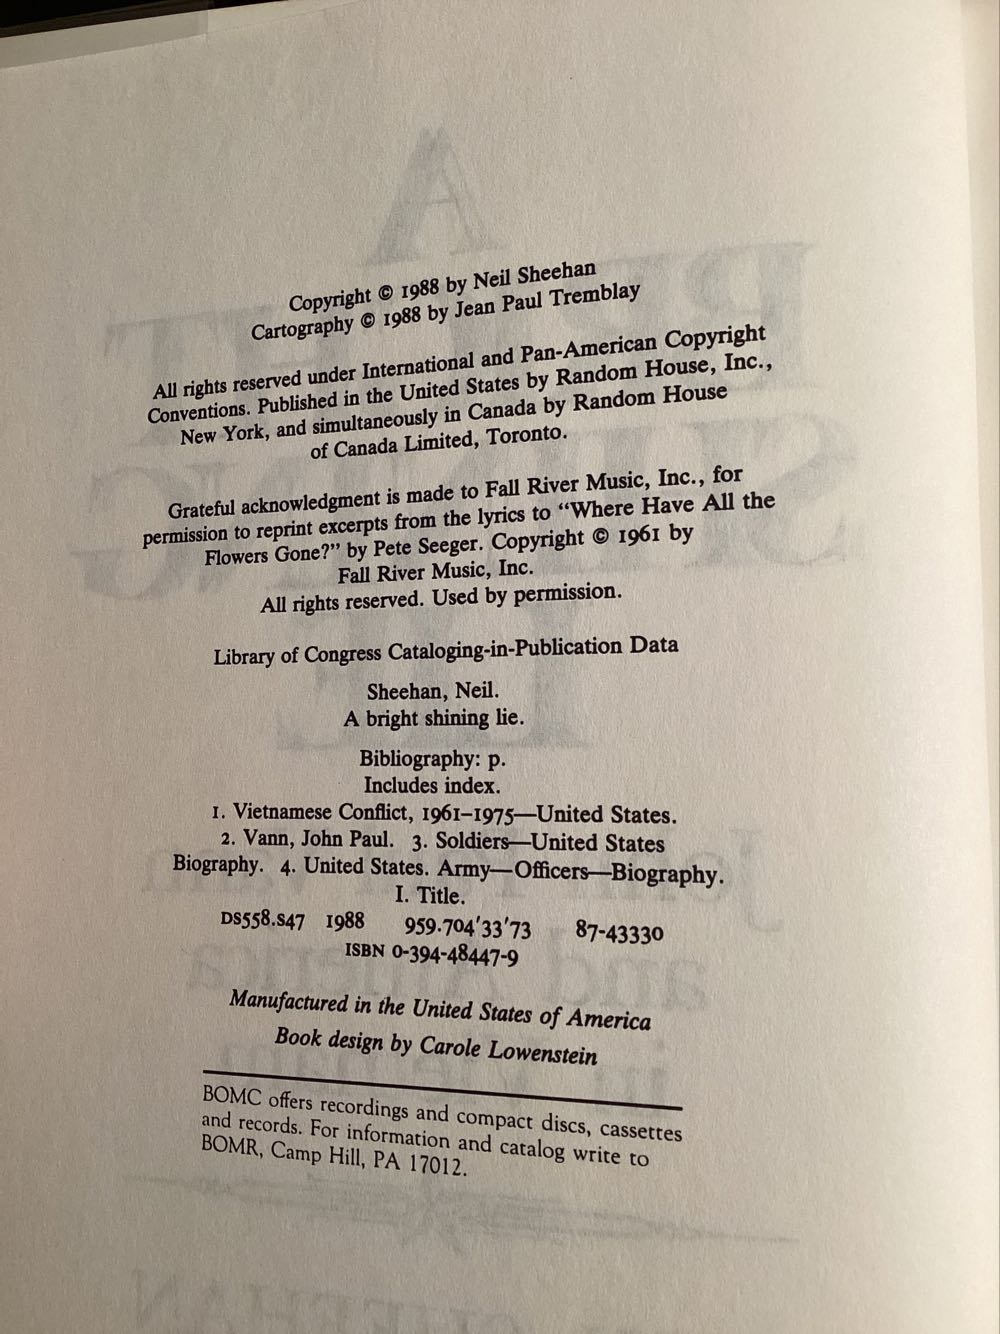 Copyright © 1988 by Neil Sheehan
Cartography © 1988 by Jean Paul Tremblay
All rights reserved under International and Pan-American Copyright
Conventions. Published in the United States by Random House, Inc.,
New York, and simultaneously in Canada by Random House
of Canada Limited, Toronto.
Grateful acknowledgment is made to Fall River Music, Inc., for
permission to reprint excerpts from the lyrics to “Where Have All the
Flowers Gone?” by Pete Seeger. Copyright © 1961 by
Fall River Music, Inc.
All rights reserved. Used by permission.
Library of Congress Cataloging-in-Publication Data
Sheehan, Neil.
A bright shining lie.
Bibliography: p.
Includes index.
1. Vietnamese Conflict, 1961–1975—United States.
2. Vann, John Paul. 3. Soldiers—United States
Biography. 4. United States. Army—Officers—Biography.
I. Title.
DS558.S47 1988 959.704′33′73 87-43330
ISBN 0-394-48447-9
Manufactured in the United States of America
Book design by Carole Lowenstein
BOMC offers recordings and compact discs, cassettes
and records. For information and catalog write to
BOMR, Camp Hill, PA 17012.